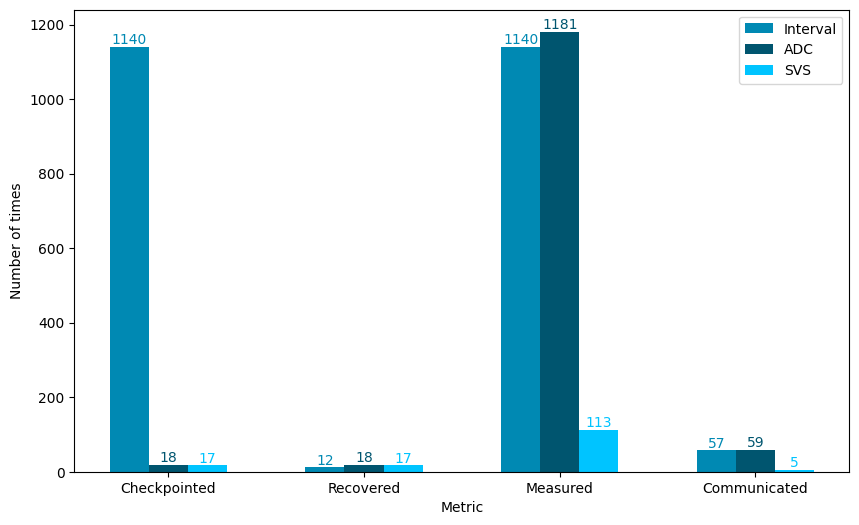 1200
1000
800
600
400
200
0
Number of times
1140
18
17
12
18
17
1140
1181
113
57
59
5
Interval
ADC
SVS
Checkpointed
Recovered
Measured
Communicated
Metric